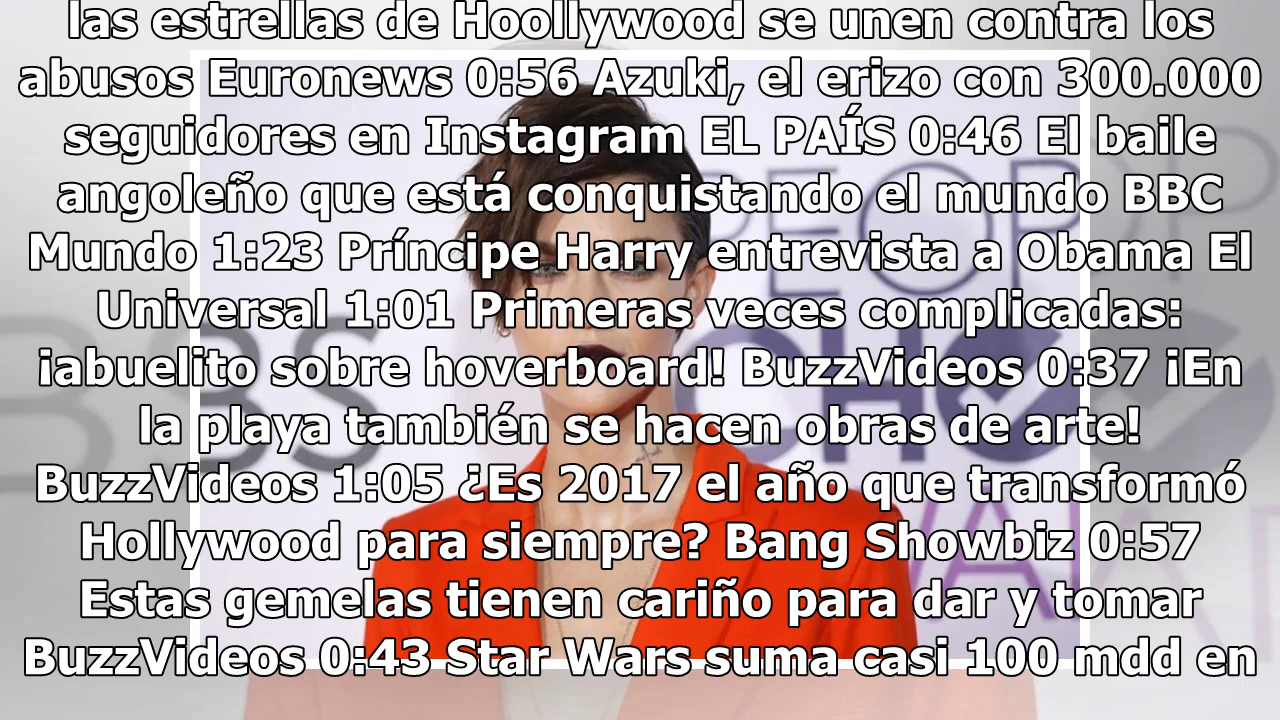 las estrellas de Hoollywood se unen contra los
abusos Euronews 0:56 Azuki, el erizo con 300.000
seguidores en Instagram EL PAÍS 0:46 El baile
angoleño que está conquistando el mundo BBC
Mundo 1:23 Príncipe Harry entrevista a Obama El
Universal 1:01 Primeras veces complicadas:
¡abuelito sobre hoverboard! BuzzVideos 0:37 ¡En
la playa también se hacen obras de arte!
BuzzVideos 1:05 ¿Es 2017 el año que transformó
Hollywood para siempre? Bang Showbiz 0:57
Estas gemelas tienen cariño para dar y tomar
BuzzVideos 0:43 Star Wars suma casi 100 mdd en